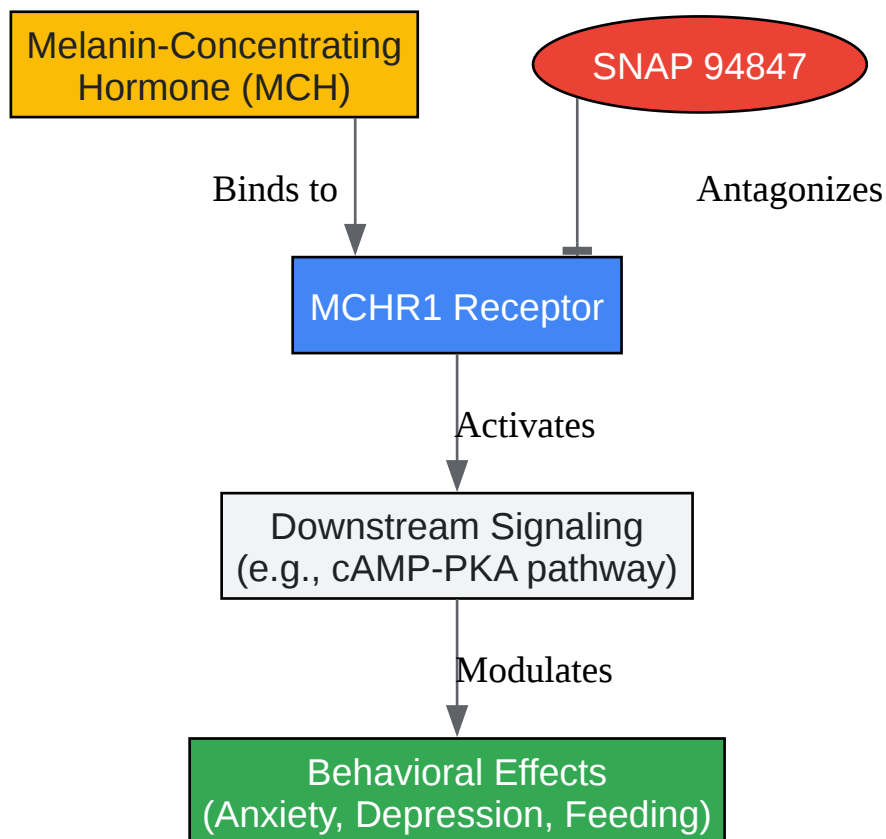 Melanin-Concentrating
Hormone (MCH)
SNAP 94847
Binds to
Antagonizes
MCHR1 Receptor
Activates
Downstream Signaling
(e.g., cAMP-PKA pathway)
Modulates
Behavioral Effects
(Anxiety, Depression, Feeding)